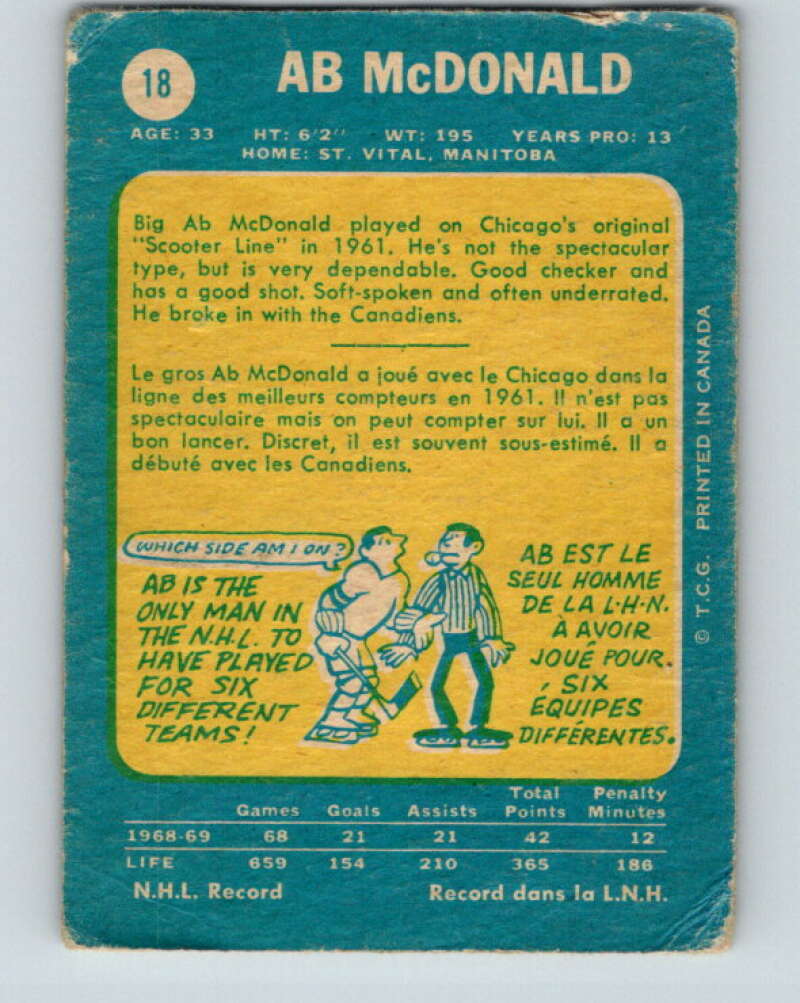 18
AB McDONALD
AGE: 33 HT: 6'2" WT: 195 YEARS PRO: 13
HOME: ST. VITAL, MANITOBA
Big Ab McDonald played on Chicago's original
"Scooter Line" in 1961. He's not the spectacular
type, but is very dependable. Good checker and
has a good shot. Soft-spoken and often underrated.
He broke in with the Canadiens.
Le gros Ab McDonald a joué avec le Chicago dans la
ligne des meilleurs compteurs en 1961. Il n'est pas
spectaculaire mais on peut compter sur lui. Il a un
bon lancer. Discret, il est souvent sous-estimé. Il a
débuté avec les Canadiens.
WHICH SIDE AM I ON?
AB IS THE
ONLY MAN IN
THE N.H.L. TO
HAVE PLAYED
FOR SIX
DIFFERENT
TEAMS!
AB EST LE
SEUL HOMME
DE LA L·H·N.
À AVOIR
JOUÉ POUR
SIX
ÉQUIPES
DIFFÉRENTES.
© T.C.G. PRINTED IN CANADA
Games Goals Assists Total Points Penalty Minutes
1968-69 68 21 21 42 12
LIFE 659 154 210 365 186
N.H.L. Record Record dans la L.N.H.